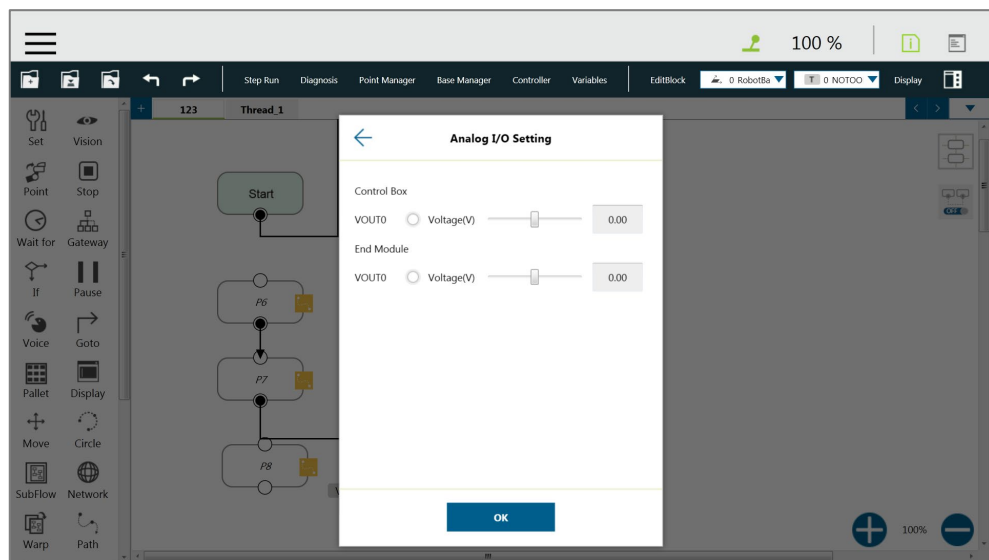 100 %
Step Run Diagnosis Point Manager Base Manager Controller Variables EditBlock 0 RobotBa T 0 NOTOO Display
123 Thread_1
Set Vision
Point Stop
Wait for Gateway
If Pause
Voice Goto
Pallet Display
Move Circle
SubFlow Network
Warp Path
Start
P6
P7
P8
Analog I/O Setting
Control Box
VOUT0 Voltage(V) 0.00
End Module
VOUT0 Voltage(V) 0.00
OK
OFF
100%